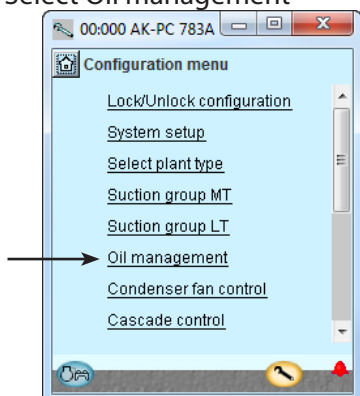 Select Oil management
00:000 AK-PC 783A
Configuration menu
Lock/Unlock configuration
System setup
Select plant type
Suction group MT
Suction group LT
Oil management
Condenser fan control
Cascade control